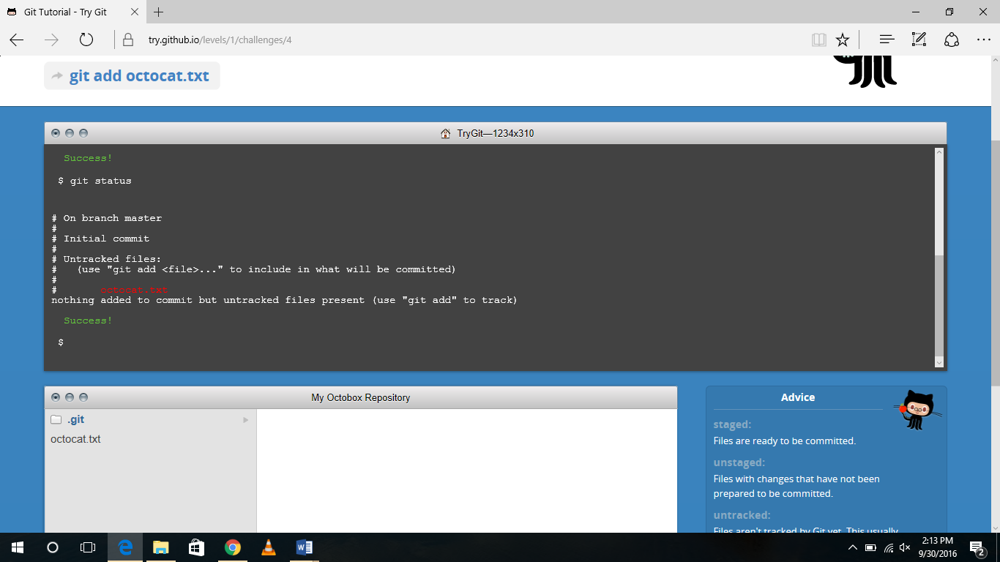 Git Tutorial - Try Git
try.github.io/levels/1/challenges/4
git add octocat.txt
TryGit—1234x310
Success!
$ git status
# On branch master
#
# Initial commit
#
# Untracked files:
#   (use "git add <file>..." to include in what will be committed)
#
#       octocat.txt
nothing added to commit but untracked files present (use "git add" to track)
Success!
$
My Octobox Repository
.git
octocat.txt
Advice
staged:
Files are ready to be committed.
unstaged:
Files with changes that have not been
prepared to be committed.
untracked:
Files aren't tracked by Git yet. This usually
2:13 PM
9/30/2016
2